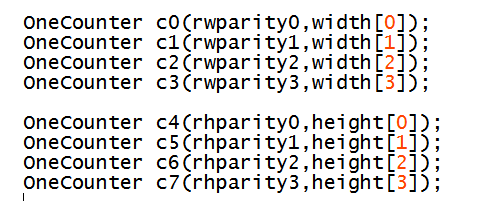 OneCounter c0(rwparity0,width[0]);
OneCounter c1(rwparity1,width[1]);
OneCounter c2(rwparity2,width[2]);
OneCounter c3(rwparity3,width[3]);
OneCounter c4(rhparity0,height[0]);
OneCounter c5(rhparity1,height[1]);
OneCounter c6(rhparity2,height[2]);
OneCounter c7(rhparity3,height[3]);